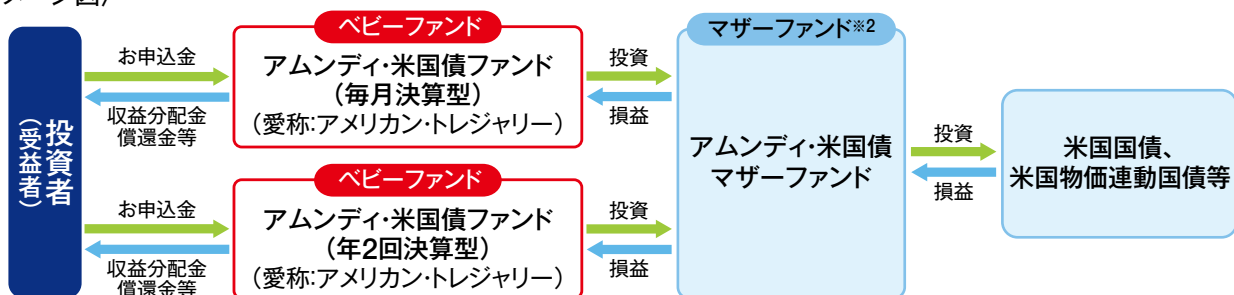 メージ図)
投資者
(受益者)
お申込金
収益分配金
償還金等
ベビーファンド
アムンディ・米国債ファンド
(毎月決算型)
(愛称:アメリカン・トレジャリー)
投資
損益
お申込金
収益分配金
償還金等
ベビーファンド
アムンディ・米国債ファンド
(年2回決算型)
(愛称:アメリカン・トレジャリー)
投資
損益
マザーファンド※2
アムンディ・米国債
マザーファンド
投資
損益
米国国債、
米国物価連動国債等